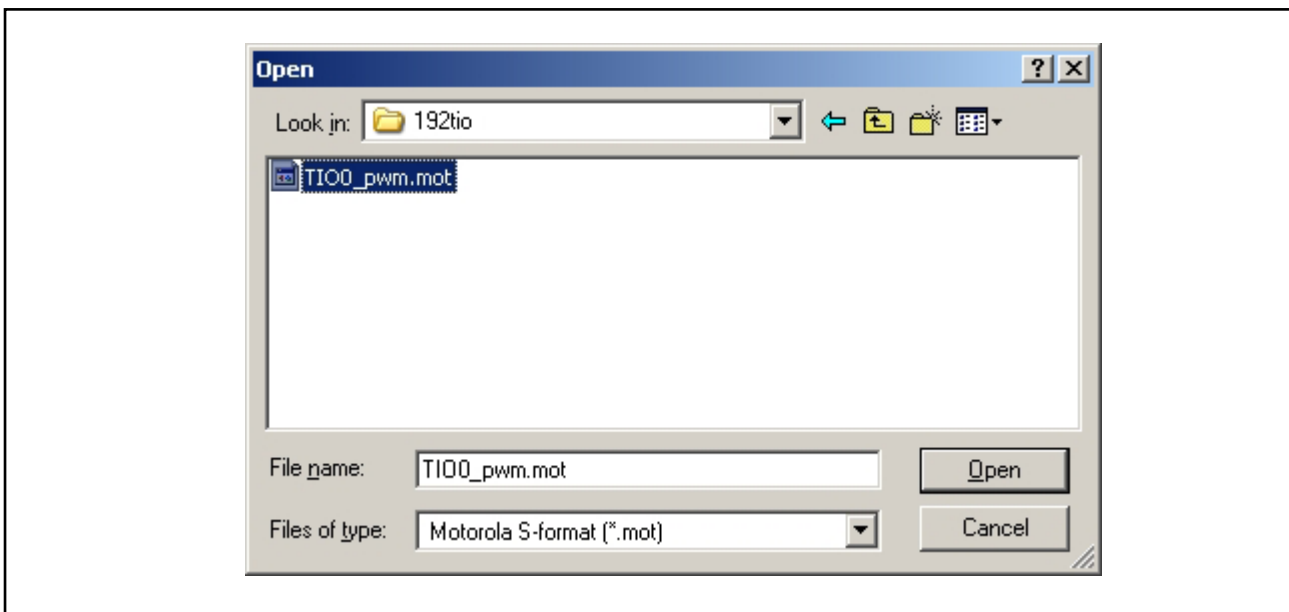 Open
Look in: 192tio
TIO0_pwm.mot
File name: TIO0_pwm.mot Open
Files of type: Motorola S-format (*.mot) Cancel